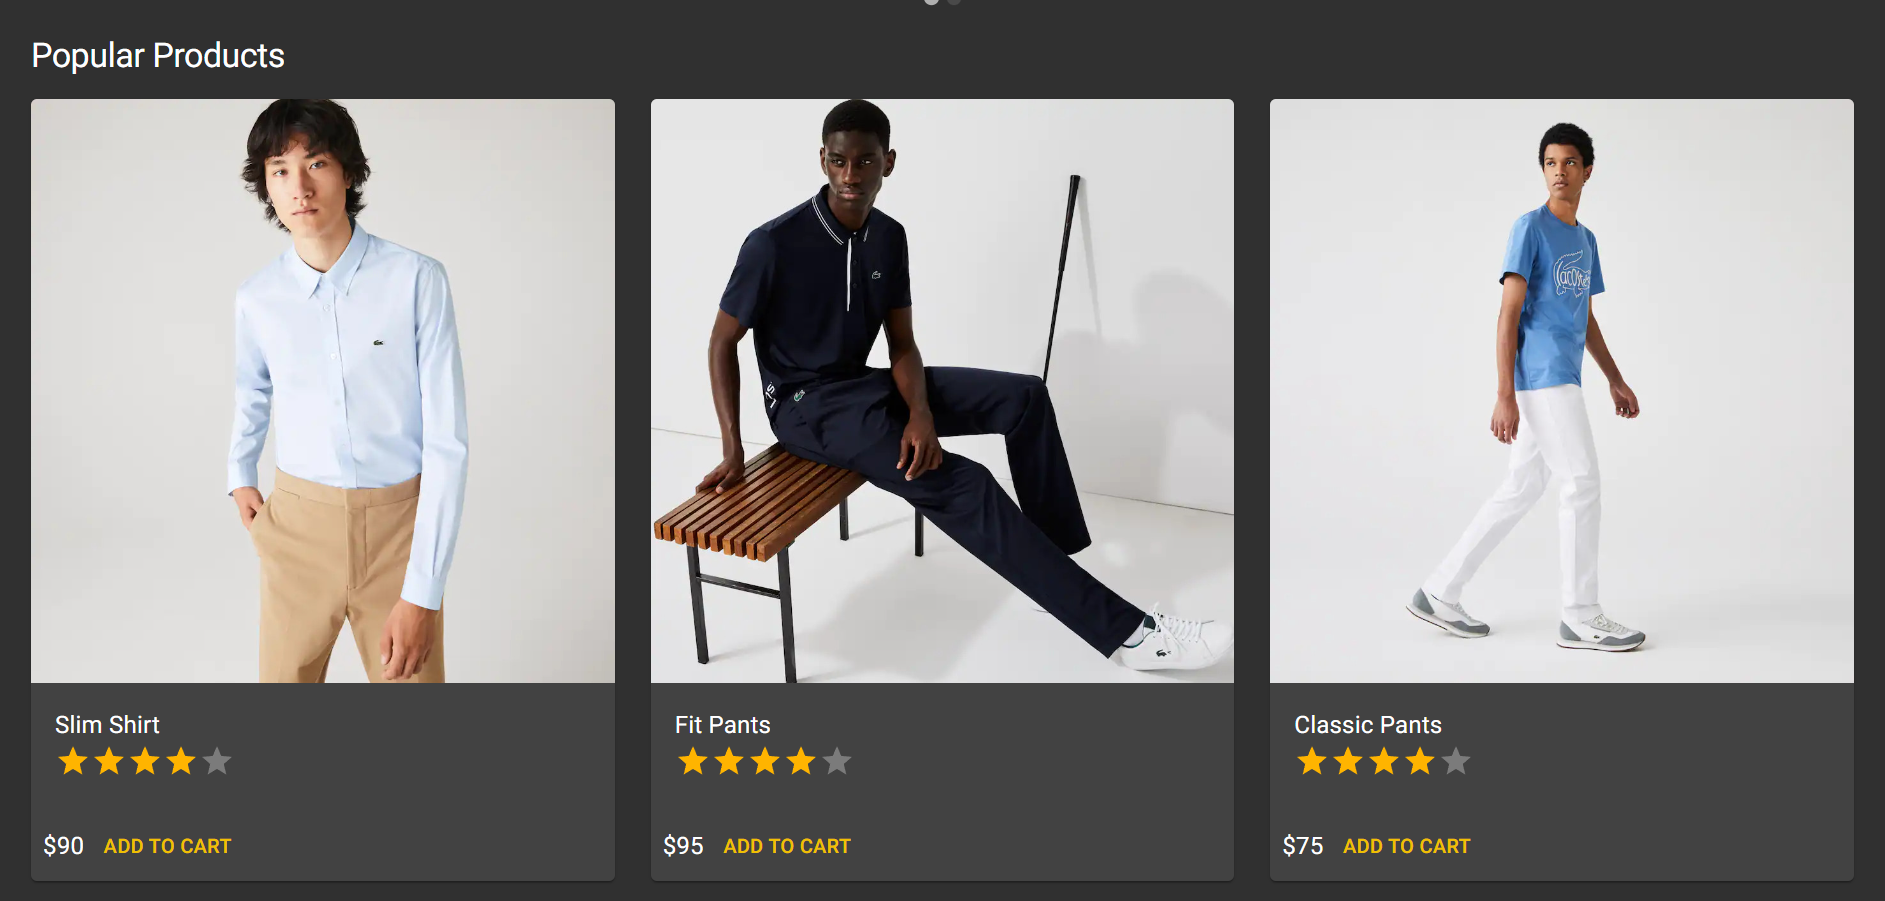 Popular Products
Lacoste
Slim Shirt
$90 ADD TO CART
Fit Pants
$95 ADD TO CART
Classic Pants
$75 ADD TO CART